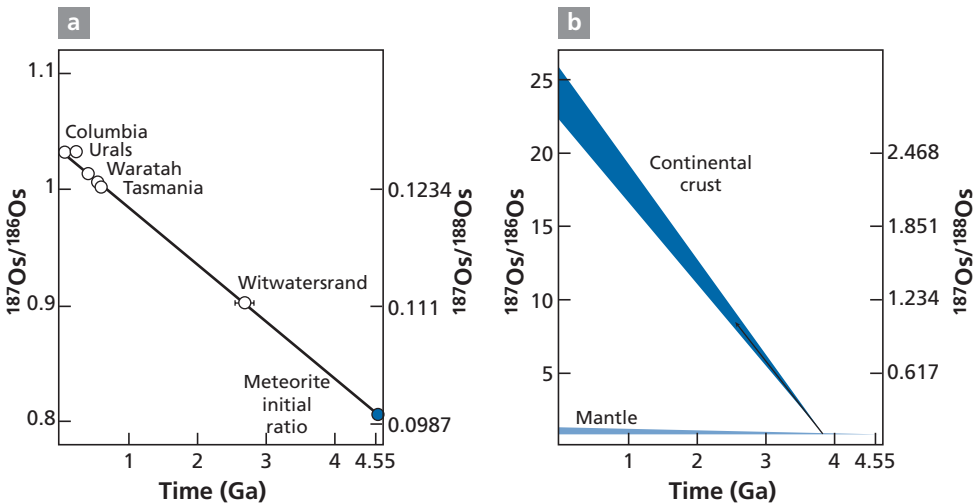 a
1.1
1
0.9
0.8
¹⁸⁷Os/¹⁸⁶Os
Columbia
Urals
Waratah
Tasmania
Witwatersrand
Meteorite
initial
ratio
0.1234
0.111
0.0987
¹⁸⁷Os/¹⁸⁸Os
1 2 3 4 4.55
Time (Ga)
b
25
20
15
10
5
¹⁸⁷Os/¹⁸⁶Os
Continental
crust
Mantle
2.468
1.851
1.234
0.617
¹⁸⁷Os/¹⁸⁸Os
1 2 3 4 4.55
Time (Ga)